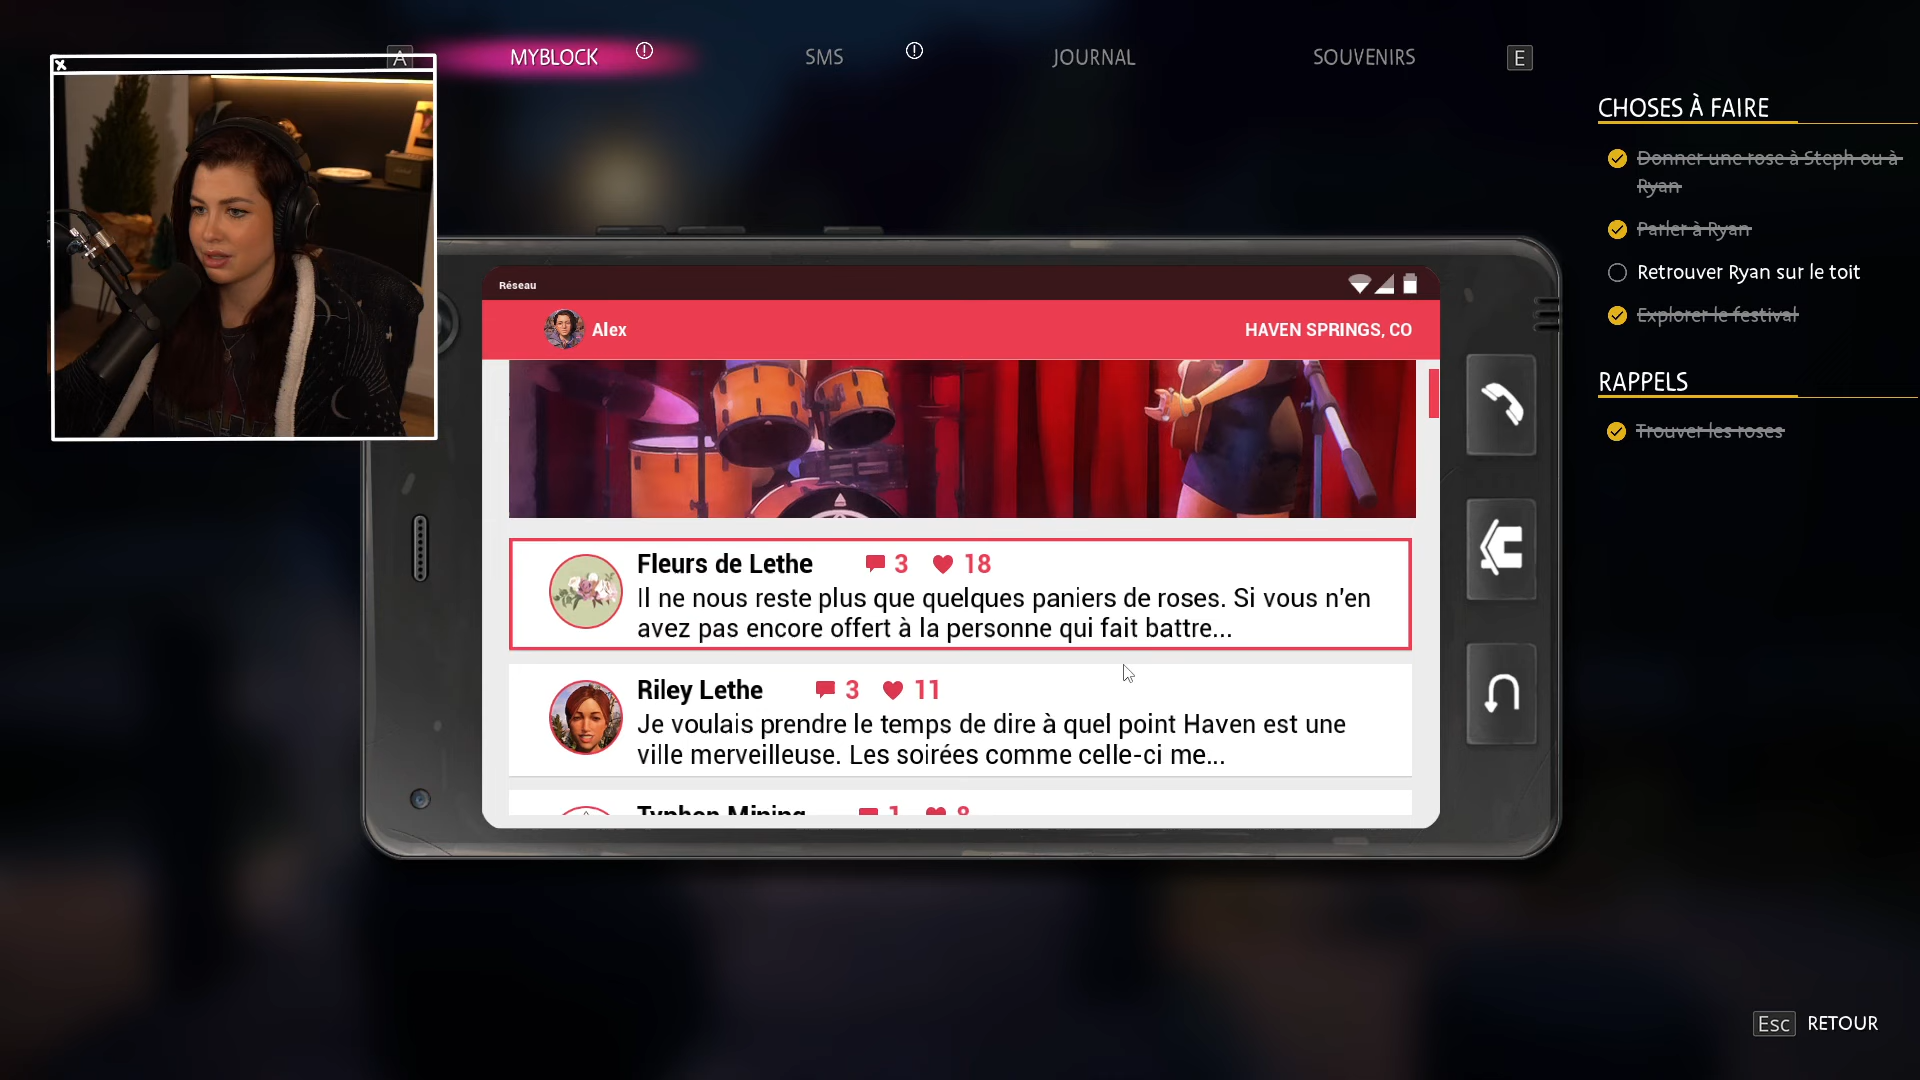 A
MYBLOCK
SMS
JOURNAL
SOUVENIRS
E
CHOSES À FAIRE
Donner une rose à Steph ou à
Ryan
Parler à Ryan
Retrouver Ryan sur le toit
Explorer le festival
RAPPELS
Trouver les roses
Réseau
Alex
HAVEN SPRINGS, CO
Fleurs de Lethe 3 18
Il ne nous reste plus que quelques paniers de roses. Si vous n'en
avez pas encore offert à la personne qui fait battre...
Riley Lethe 3 11
Je voulais prendre le temps de dire à quel point Haven est une
ville merveilleuse. Les soirées comme celle-ci me...
Typhon Mining 1 8
Esc RETOUR